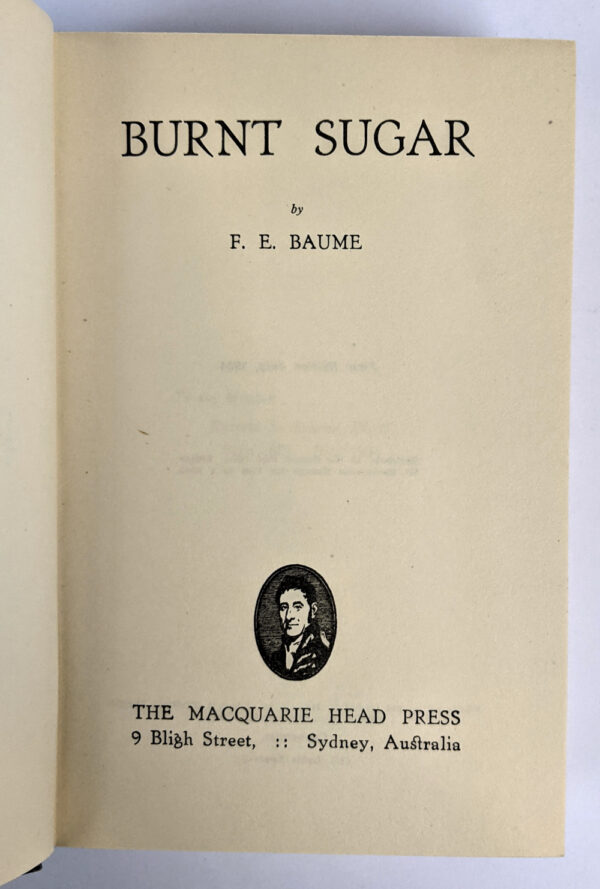 BURNT SUGAR
by
F. E. BAUME
THE MACQUARIE HEAD PRESS
9 Bligh Street, :: Sydney, Australia